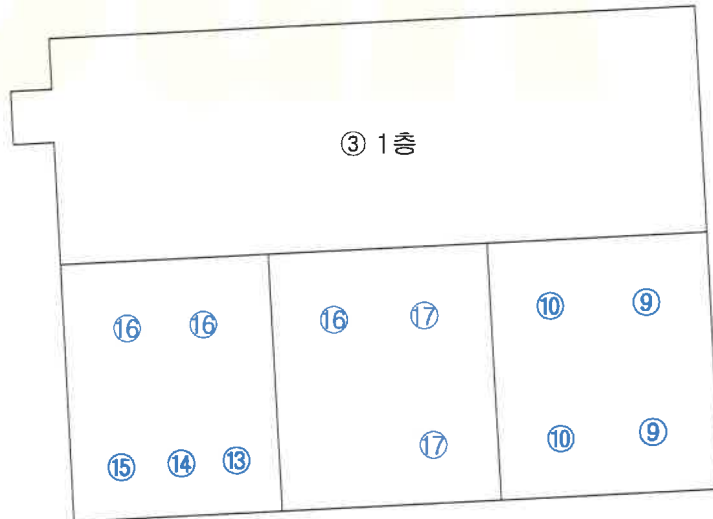 ③ 1층
⑯ ⑯ ⑯ ⑰ ⑩ ⑨
⑮ ⑭ ⑬ ⑰ ⑩ ⑨